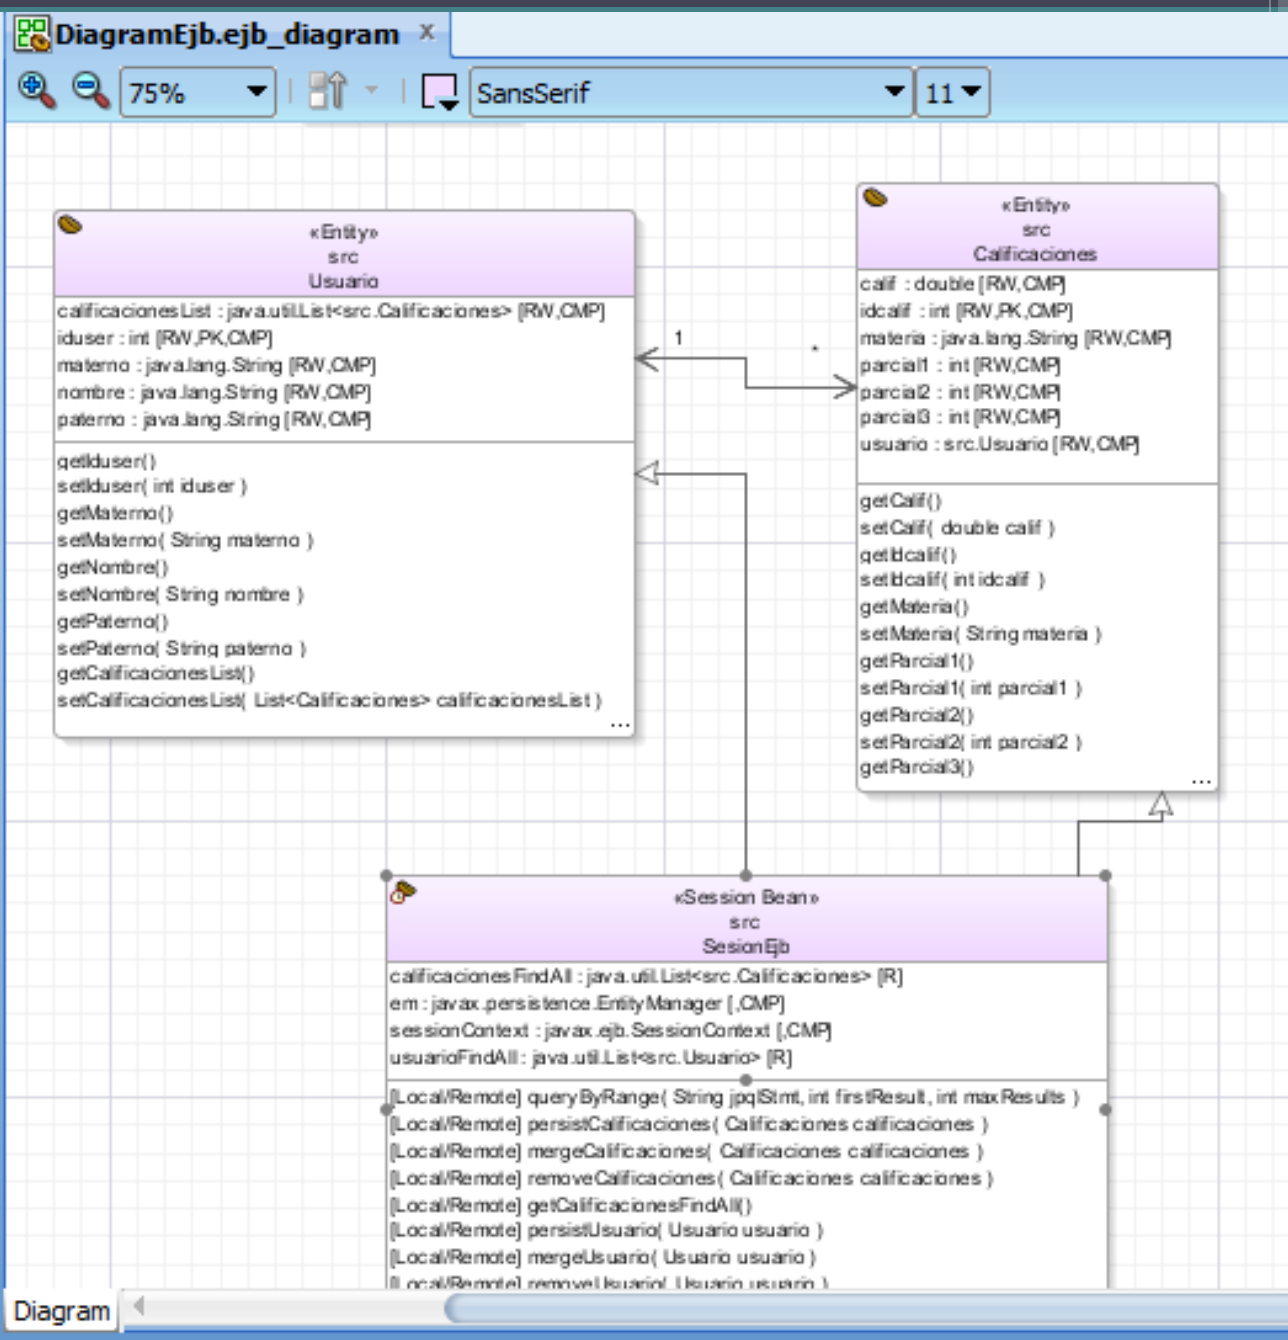 DiagramEjb.ejb_diagram x
75% SansSerif 11
«Entity»
src
Usuario
calificacionesList : java.util.List<src.Calificaciones> [RW,CMP]
iduser : int [RW,PK,CMP]
materno : java.lang.String [RW,CMP]
nombre : java.lang.String [RW,CMP]
paterno : java.lang.String [RW,CMP]
getIduser()
setIduser( int iduser )
getMaterno()
setMaterno( String materno )
getNombre()
setNombre( String nombre )
getPaterno()
setPaterno( String paterno )
getCalificacionesList()
setCalificacionesList( List<Calificaciones> calificacionesList )
...
1
*
«Entity»
src
Calificaciones
calif : double [RW,CMP]
idcalif : int [RW,PK,CMP]
materia : java.lang.String [RW,CMP]
parcial1 : int [RW,CMP]
parcial2 : int [RW,CMP]
parcial3 : int [RW,CMP]
usuario : src.Usuario [RW,CMP]
getCalif()
setCalif( double calif )
getIdcalif()
setIdcalif( int idcalif )
getMateria()
setMateria( String materia )
getParcial1()
setParcial1( int parcial1 )
getParcial2()
setParcial2( int parcial2 )
getParcial3()
...
«Session Bean»
src
SesionEjb
calificacionesFindAll : java.util.List<src.Calificaciones> [R]
em : javax.persistence.EntityManager [,CMP]
sessionContext : javax.ejb.SessionContext [,CMP]
usuarioFindAll : java.util.List<src.Usuario> [R]
[Local/Remote] queryByRange( String jpqlStmt, int firstResult, int maxResults )
[Local/Remote] persistCalificaciones( Calificaciones calificaciones )
[Local/Remote] mergeCalificaciones( Calificaciones calificaciones )
[Local/Remote] removeCalificaciones( Calificaciones calificaciones )
[Local/Remote] getCalificacionesFindAll()
[Local/Remote] persistUsuario( Usuario usuario )
[Local/Remote] mergeUsuario( Usuario usuario )
[Local/Remote] removeUsuario( Usuario usuario )
Diagram